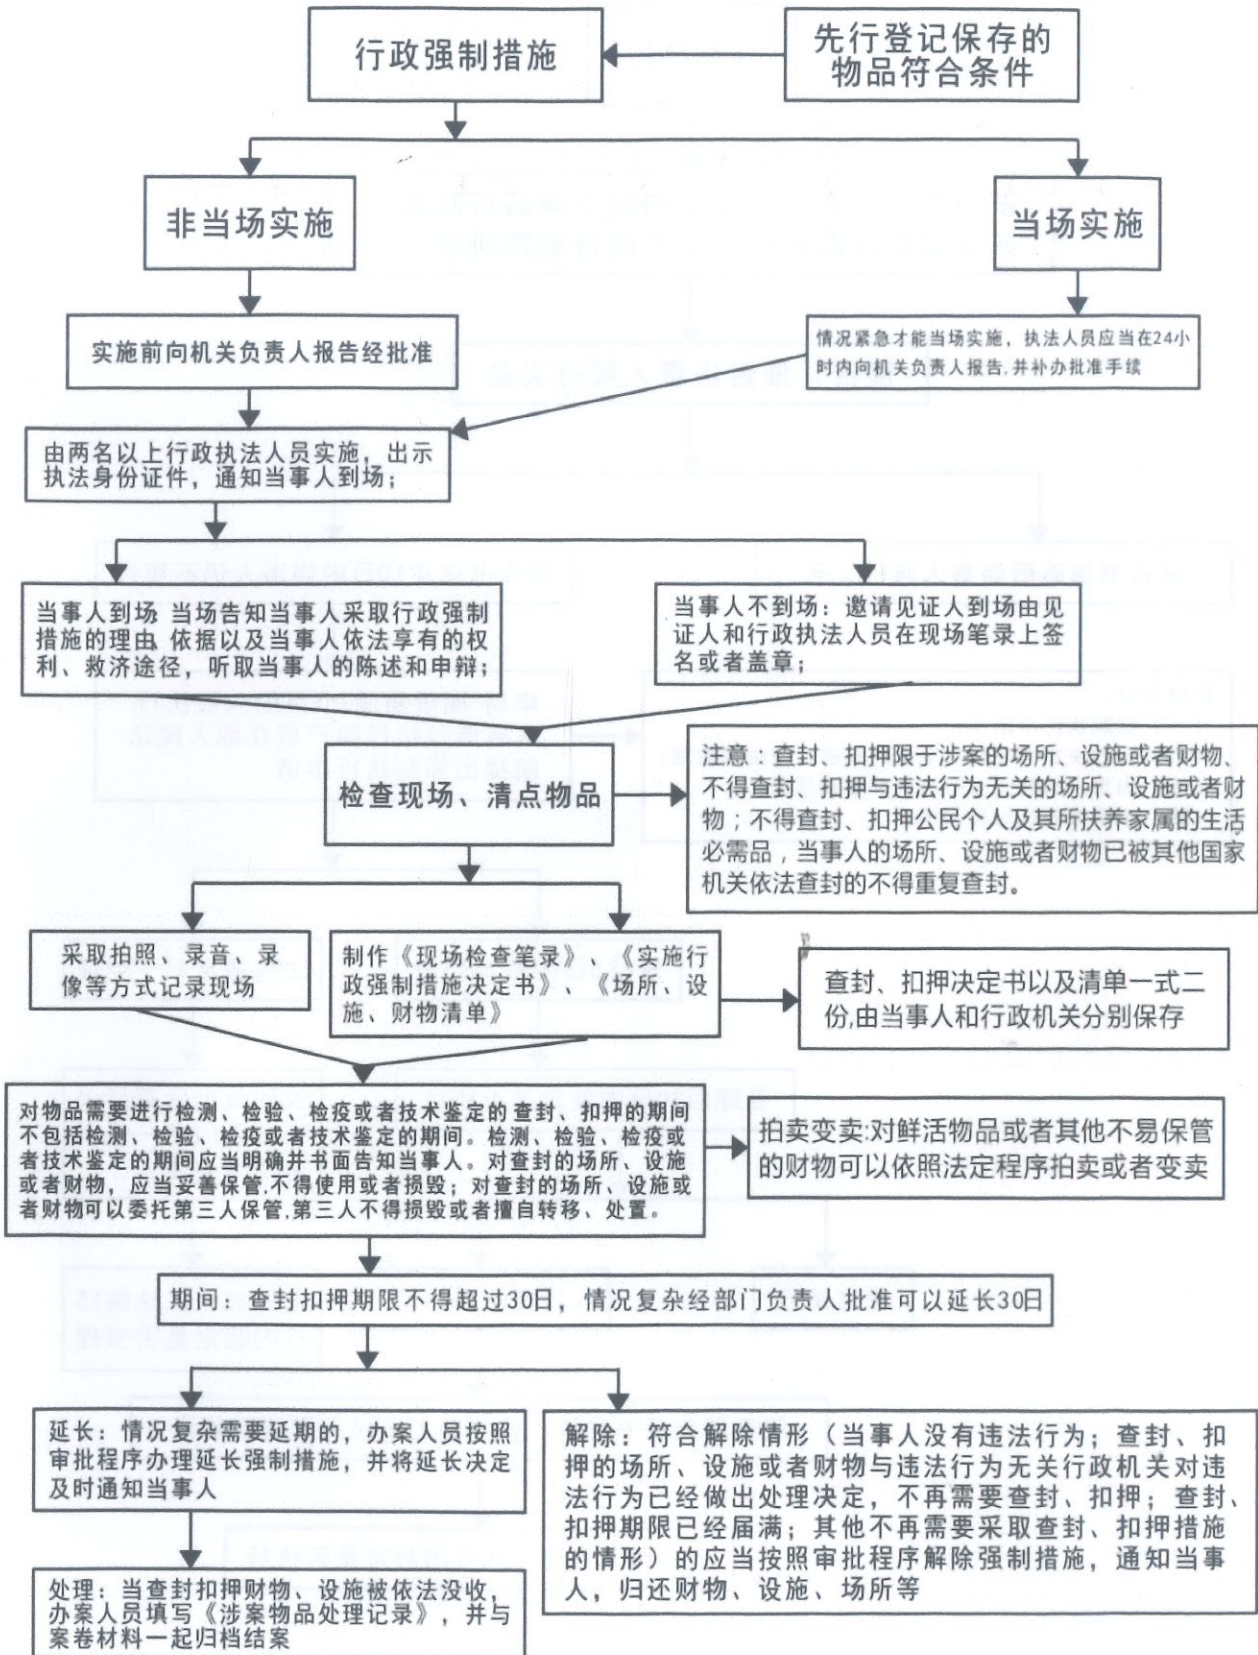 行政强制措施
先行登记保存的
物品符合条件
非当场实施
当场实施
实施前向机关负责人报告经批准
情况紧急才能当场实施，执法人员应当在24小
时内向机关负责人报告,并补办批准手续
由两名以上行政执法人员实施，出示
执法身份证件，通知当事人到场；
当事人到场 当场告知当事人采取行政强制
措施的理由、依据以及当事人依法享有的权
利、救济途径，听取当事人的陈述和申辩；
当事人不到场：邀请见证人到场由见
证人和行政执法人员在现场笔录上签
名或者盖章；
检查现场、清点物品
注意：查封、扣押限于涉案的场所、设施或者财物、
不得查封、扣押与违法行为无关的场所、设施或者财
物；不得查封、扣押公民个人及其所扶养家属的生活
必需品，当事人的场所、设施或者财物已被其他国家
机关依法查封的不得重复查封。
采取拍照、录音、录
像等方式记录现场
制作《现场检查笔录》、《实施行
政强制措施决定书》、《场所、设
施、财物清单》
查封、扣押决定书以及清单一式二
份,由当事人和行政机关分别保存
对物品需要进行检测、检验、检疫或者技术鉴定的 查封、扣押的期间
不包括检测、检验、检疫或者技术鉴定的期间。检测、检验、检疫或
者技术鉴定的期间应当明确并书面告知当事人。对查封的场所、设施
或者财物，应当妥善保管,不得使用或者损毁；对查封的场所、设施或
者财物可以委托第三人保管,第三人不得损毁或者擅自转移、处置。
拍卖变卖:对鲜活物品或者其他不易保管
的财物可以依照法定程序拍卖或者变卖
期间：查封扣押期限不得超过30日，情况复杂经部门负责人批准可以延长30日
延长：情况复杂需要延期的，办案人员按照
审批程序办理延长强制措施，并将延长决定
及时通知当事人
解除：符合解除情形（当事人没有违法行为；查封、扣
押的场所、设施或者财物与违法行为无关行政机关对违
法行为已经做出处理决定，不再需要查封、扣押；查封、
扣押期限已经届满；其他不再需要采取查封、扣押措施
的情形）的应当按照审批程序解除强制措施，通知当事
人，归还财物、设施、场所等
处理：当查封扣押财物、设施被依法没收，
办案人员填写《涉案物品处理记录》，并与
案卷材料一起归档结案